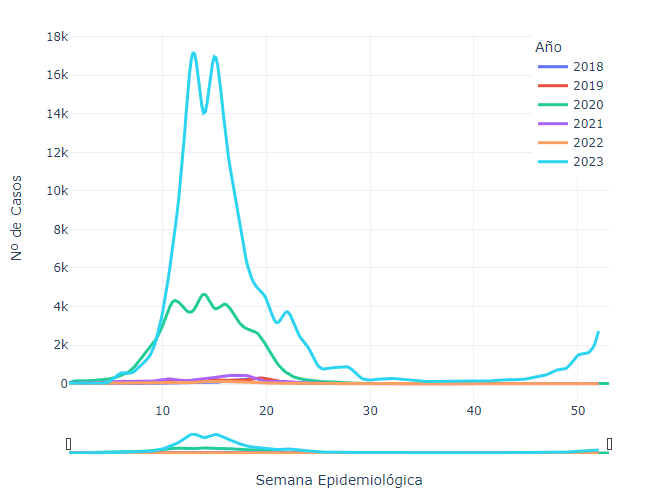 Nº de Casos
18k
16k
14k
12k
10k
8k
6k
4k
2k
0
10
20
30
40
50
Semana Epidemiológica
Año
2018
2019
2020
2021
2022
2023